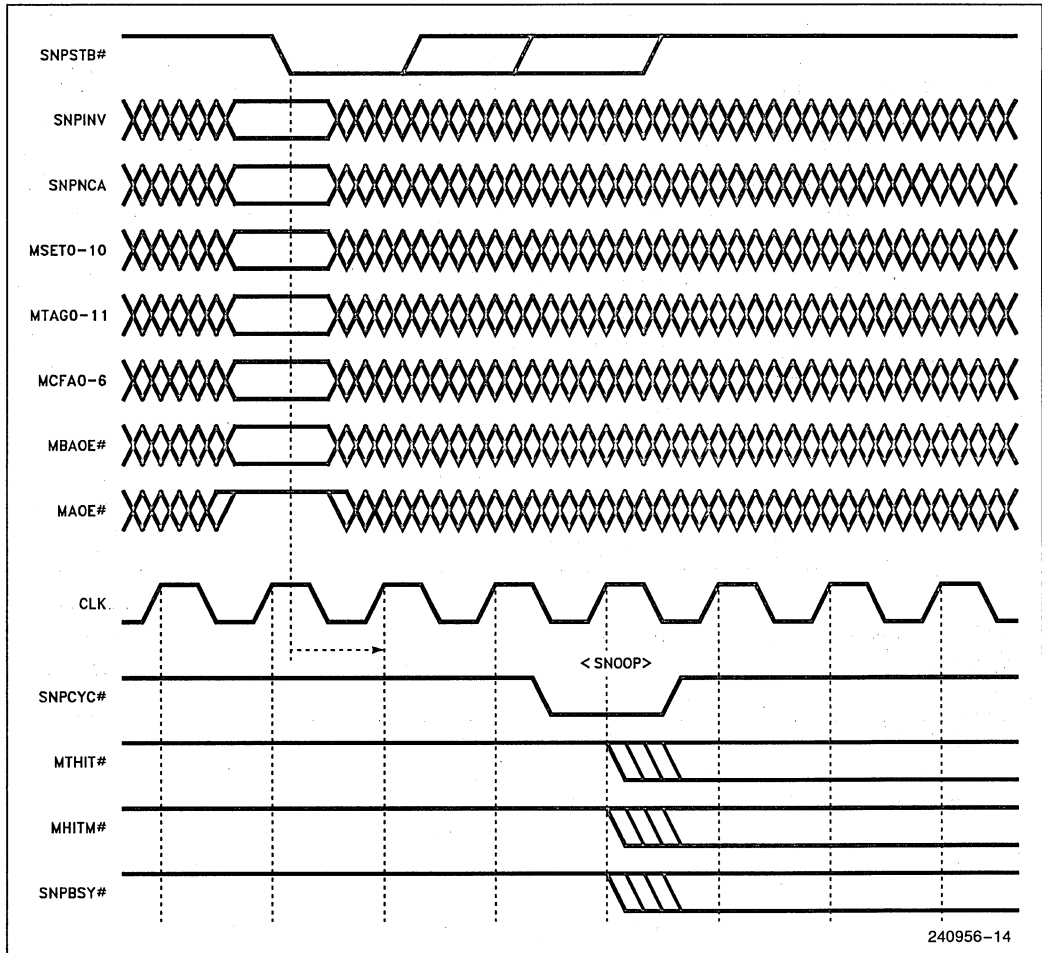 SNPSTB#
SNPINV
SNPNCA
MSET0-10
MTAG0-11
MCFA0-6
MBAOE#
MAOE#
CLK
<SNOOP>
SNPCYC#
MTHIT#
MHITM#
SNPBSY#
240956-14